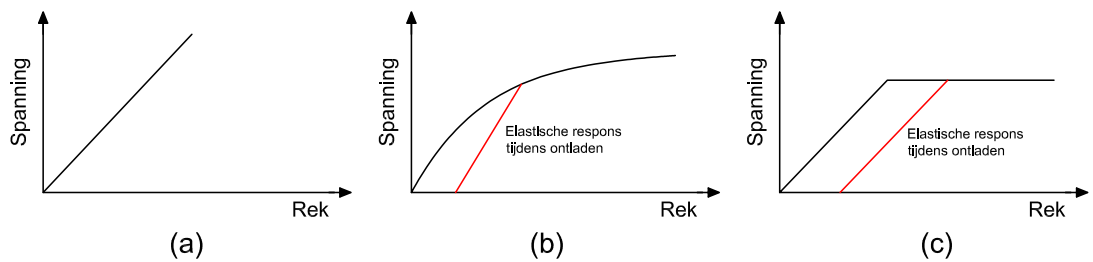 Spanning
Rek
(a)
Spanning
Elastische respons
tijdens ontladen
Rek
(b)
Spanning
Elastische respons
tijdens ontladen
Rek
(c)